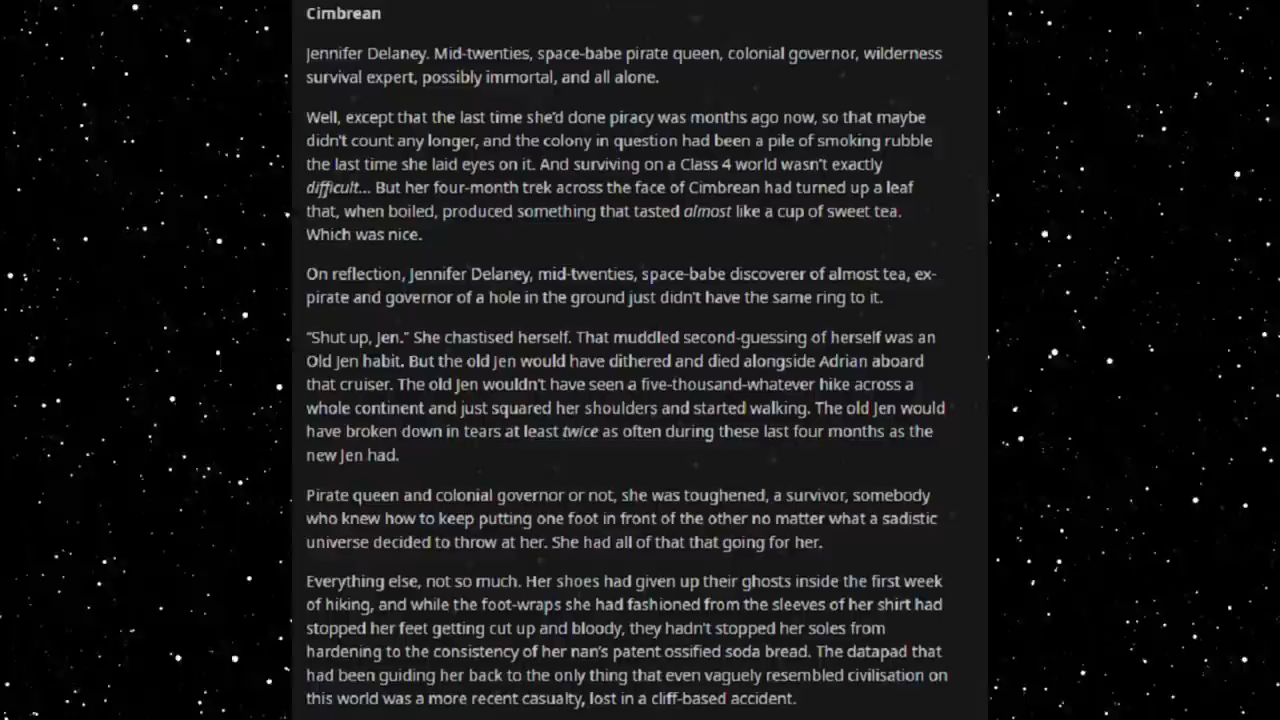 Cimbrean
Jennifer Delaney. Mid-twenties, space-babe pirate queen, colonial governor, wilderness
survival expert, possibly immortal, and all alone.
Well, except that the last time she'd done piracy was months ago now, so that maybe
didn't count any longer, and the colony in question had been a pile of smoking rubble
the last time she laid eyes on it. And surviving on a Class 4 world wasn't exactly
difficult... But her four-month trek across the face of Cimbrean had turned up a leaf
that, when boiled, produced something that tasted almost like a cup of sweet tea.
Which was nice.
On reflection, Jennifer Delaney, mid-twenties, space-babe discoverer of almost tea, ex-
pirate and governor of a hole in the ground just didn't have the same ring to it.
“Shut up, Jen.” She chastised herself. That muddled second-guessing of herself was an
Old Jen habit. But the old Jen would have dithered and died alongside Adrian aboard
that cruiser. The old Jen wouldn't have seen a five-thousand-whatever hike across a
whole continent and just squared her shoulders and started walking. The old Jen would
have broken down in tears at least twice as often during these last four months as the
new Jen had.
Pirate queen and colonial governor or not, she was toughened, a survivor, somebody
who knew how to keep putting one foot in front of the other no matter what a sadistic
universe decided to throw at her. She had all of that that going for her.
Everything else, not so much. Her shoes had given up their ghosts inside the first week
of hiking, and while the foot-wraps she had fashioned from the sleeves of her shirt had
stopped her feet getting cut up and bloody, they hadn't stopped her soles from
hardening to the consistency of her nan's patent ossified soda bread. The datapad that
had been guiding her back to the only thing that even vaguely resembled civilisation on
this world was a more recent casualty, lost in a cliff-based accident.